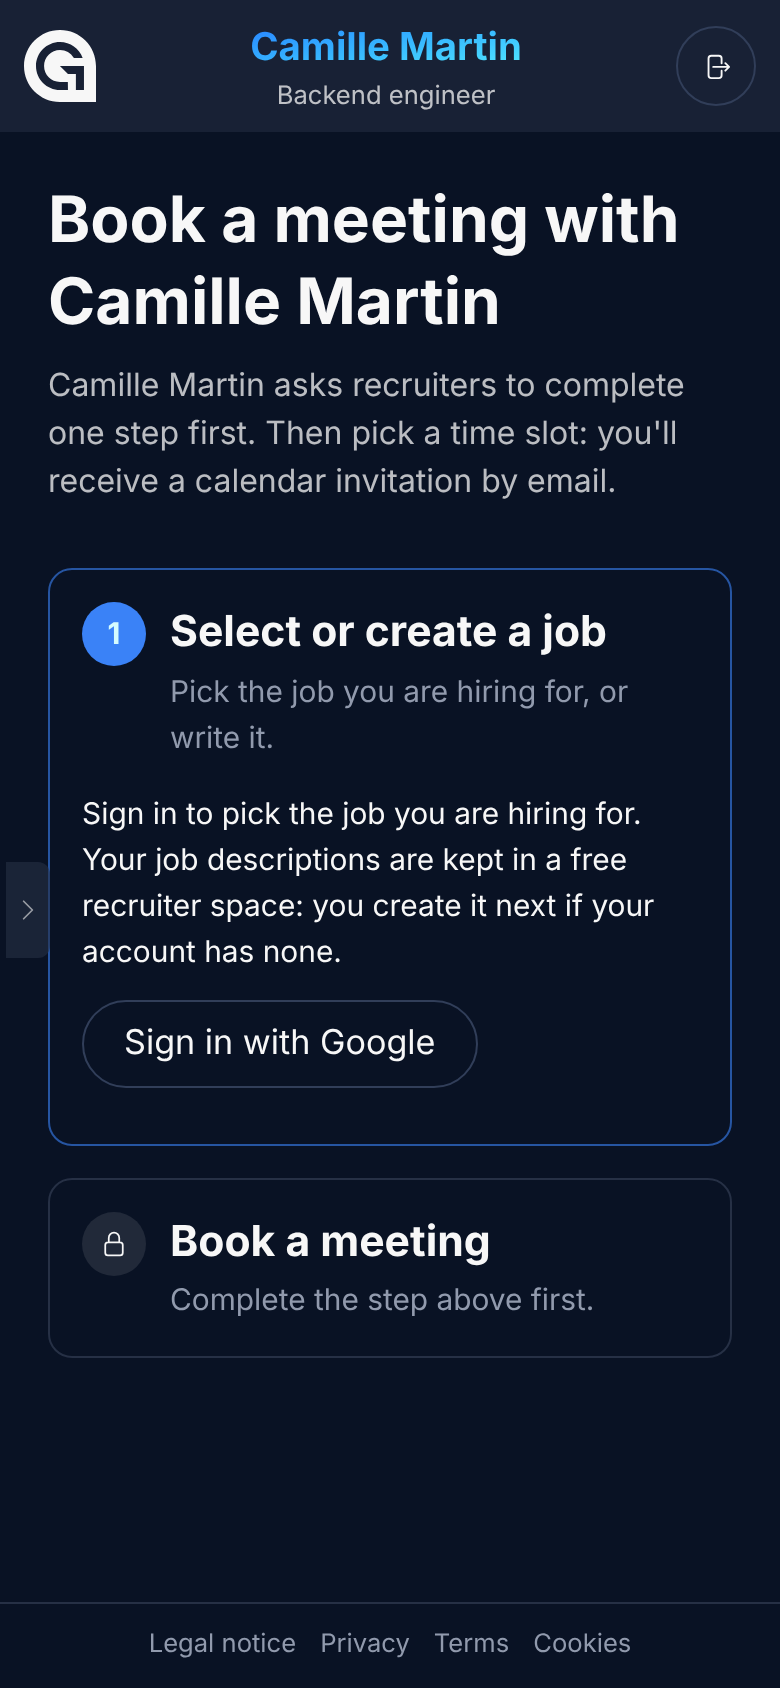 Camille Martin
Backend engineer
Book a meeting with
Camille Martin
Camille Martin asks recruiters to complete
one step first. Then pick a time slot: you'll
receive a calendar invitation by email.
1
Select or create a job
Pick the job you are hiring for, or
write it.
Sign in to pick the job you are hiring for.
Your job descriptions are kept in a free
recruiter space: you create it next if your
account has none.
Sign in with Google
Book a meeting
Complete the step above first.
Legal notice Privacy Terms Cookies